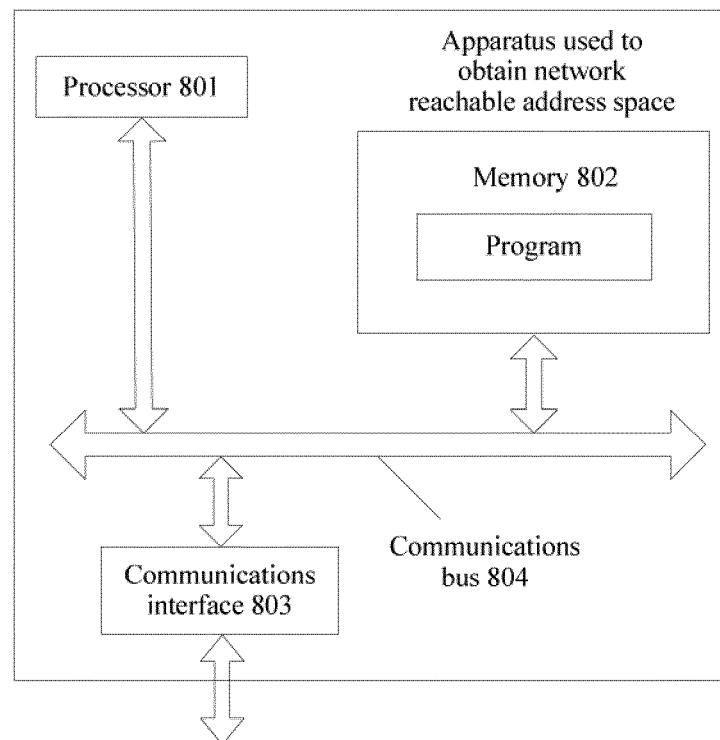 Processor 801
Apparatus used to
obtain network
reachable address space
Memory 802
Program
Communications
bus 804
Communications
interface 803